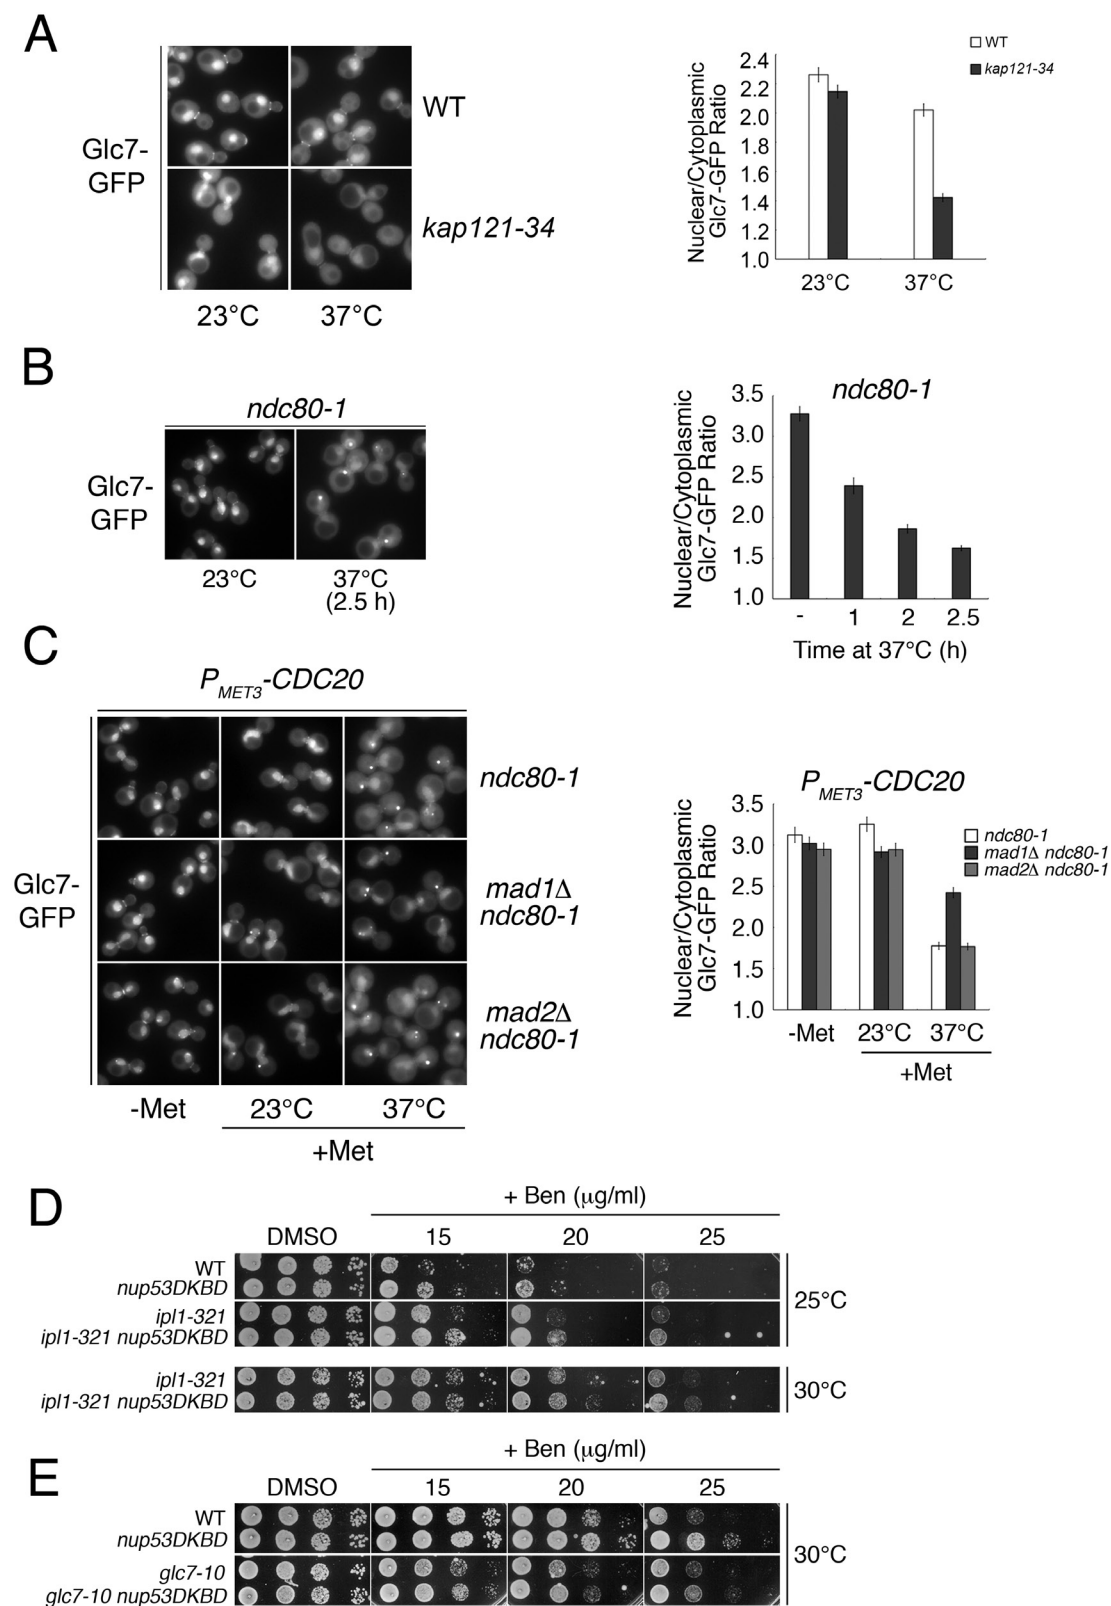 A
Glc7-
GFP
WT
kap121-34
23°C
37°C
Nuclear/Cytoplasmic
Glc7-GFP Ratio
2.4
2.2
2.0
1.8
1.6
1.4
1.2
1.0
23°C
37°C
WT
kap121-34
B
ndc80-1
Glc7-
GFP
23°C
37°C
(2.5 h)
ndc80-1
Nuclear/Cytoplasmic
Glc7-GFP Ratio
3.5
3.0
2.5
2.0
1.5
1.0
- 1 2 2.5
Time at 37°C (h)
C
PMET3-CDC20
Glc7-
GFP
ndc80-1
mad1Δ
ndc80-1
mad2Δ
ndc80-1
-Met
23°C
37°C
+Met
PMET3-CDC20
Nuclear/Cytoplasmic
Glc7-GFP Ratio
3.5
3.0
2.5
2.0
1.5
1.0
ndc80-1
mad1Δ ndc80-1
mad2Δ ndc80-1
-Met
23°C
37°C
+Met
D
+ Ben (µg/ml)
DMSO 15 20 25
WT
nup53DKBD
ipl1-321
ipl1-321 nup53DKBD
25°C
ipl1-321
ipl1-321 nup53DKBD
30°C
E
+ Ben (µg/ml)
DMSO 15 20 25
WT
nup53DKBD
glc7-10
glc7-10 nup53DKBD
30°C